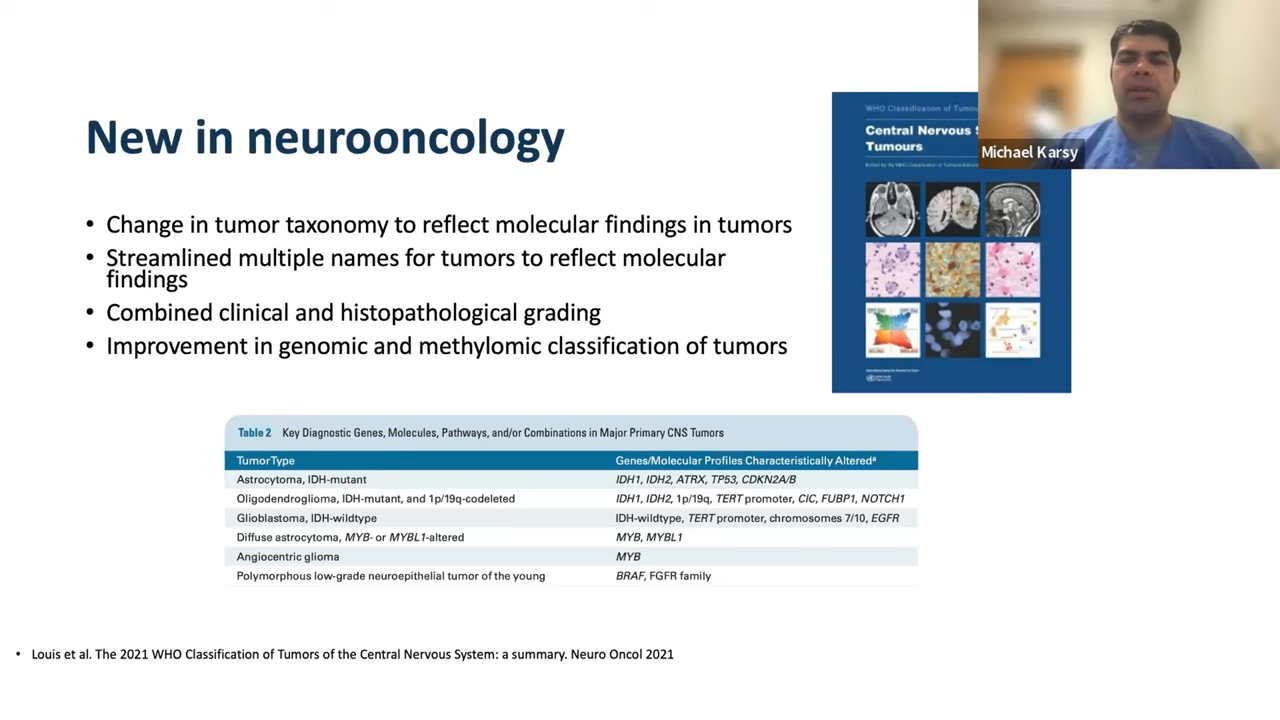 New in neurooncology
• Change in tumor taxonomy to reflect molecular findings in tumors
• Streamlined multiple names for tumors to reflect molecular
findings
• Combined clinical and histopathological grading
• Improvement in genomic and methylomic classification of tumors
WHO Classification of Tumou
Central Nervous S
Tumours
Michael Karsy
Table 2 Key Diagnostic Genes, Molecules, Pathways, and/or Combinations in Major Primary CNS Tumors
Tumor Type Genes/Molecular Profiles Characteristically Alteredᵃ
Astrocytoma, IDH-mutant IDH1, IDH2, ATRX, TP53, CDKN2A/B
Oligodendroglioma, IDH-mutant, and 1p/19q-codeleted IDH1, IDH2, 1p/19q, TERT promoter, CIC, FUBP1, NOTCH1
Glioblastoma, IDH-wildtype IDH-wildtype, TERT promoter, chromosomes 7/10, EGFR
Diffuse astrocytoma, MYB- or MYBL1-altered MYB, MYBL1
Angiocentric glioma MYB
Polymorphous low-grade neuroepithelial tumor of the young BRAF, FGFR family
• Louis et al. The 2021 WHO Classification of Tumors of the Central Nervous System: a summary. Neuro Oncol 2021